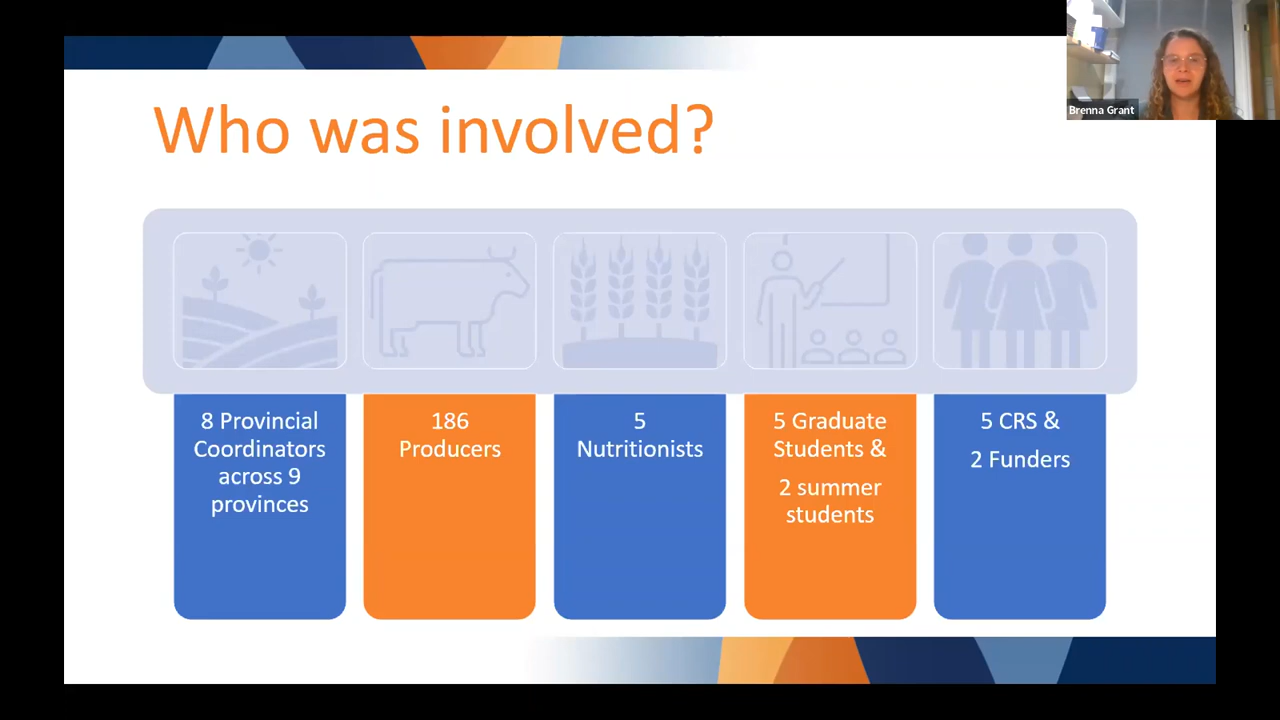 Brenna Grant
Who was involved?
8 Provincial
Coordinators
across 9
provinces
186
Producers
5
Nutritionists
5 Graduate
Students &
2 summer
students
5 CRS &
2 Funders